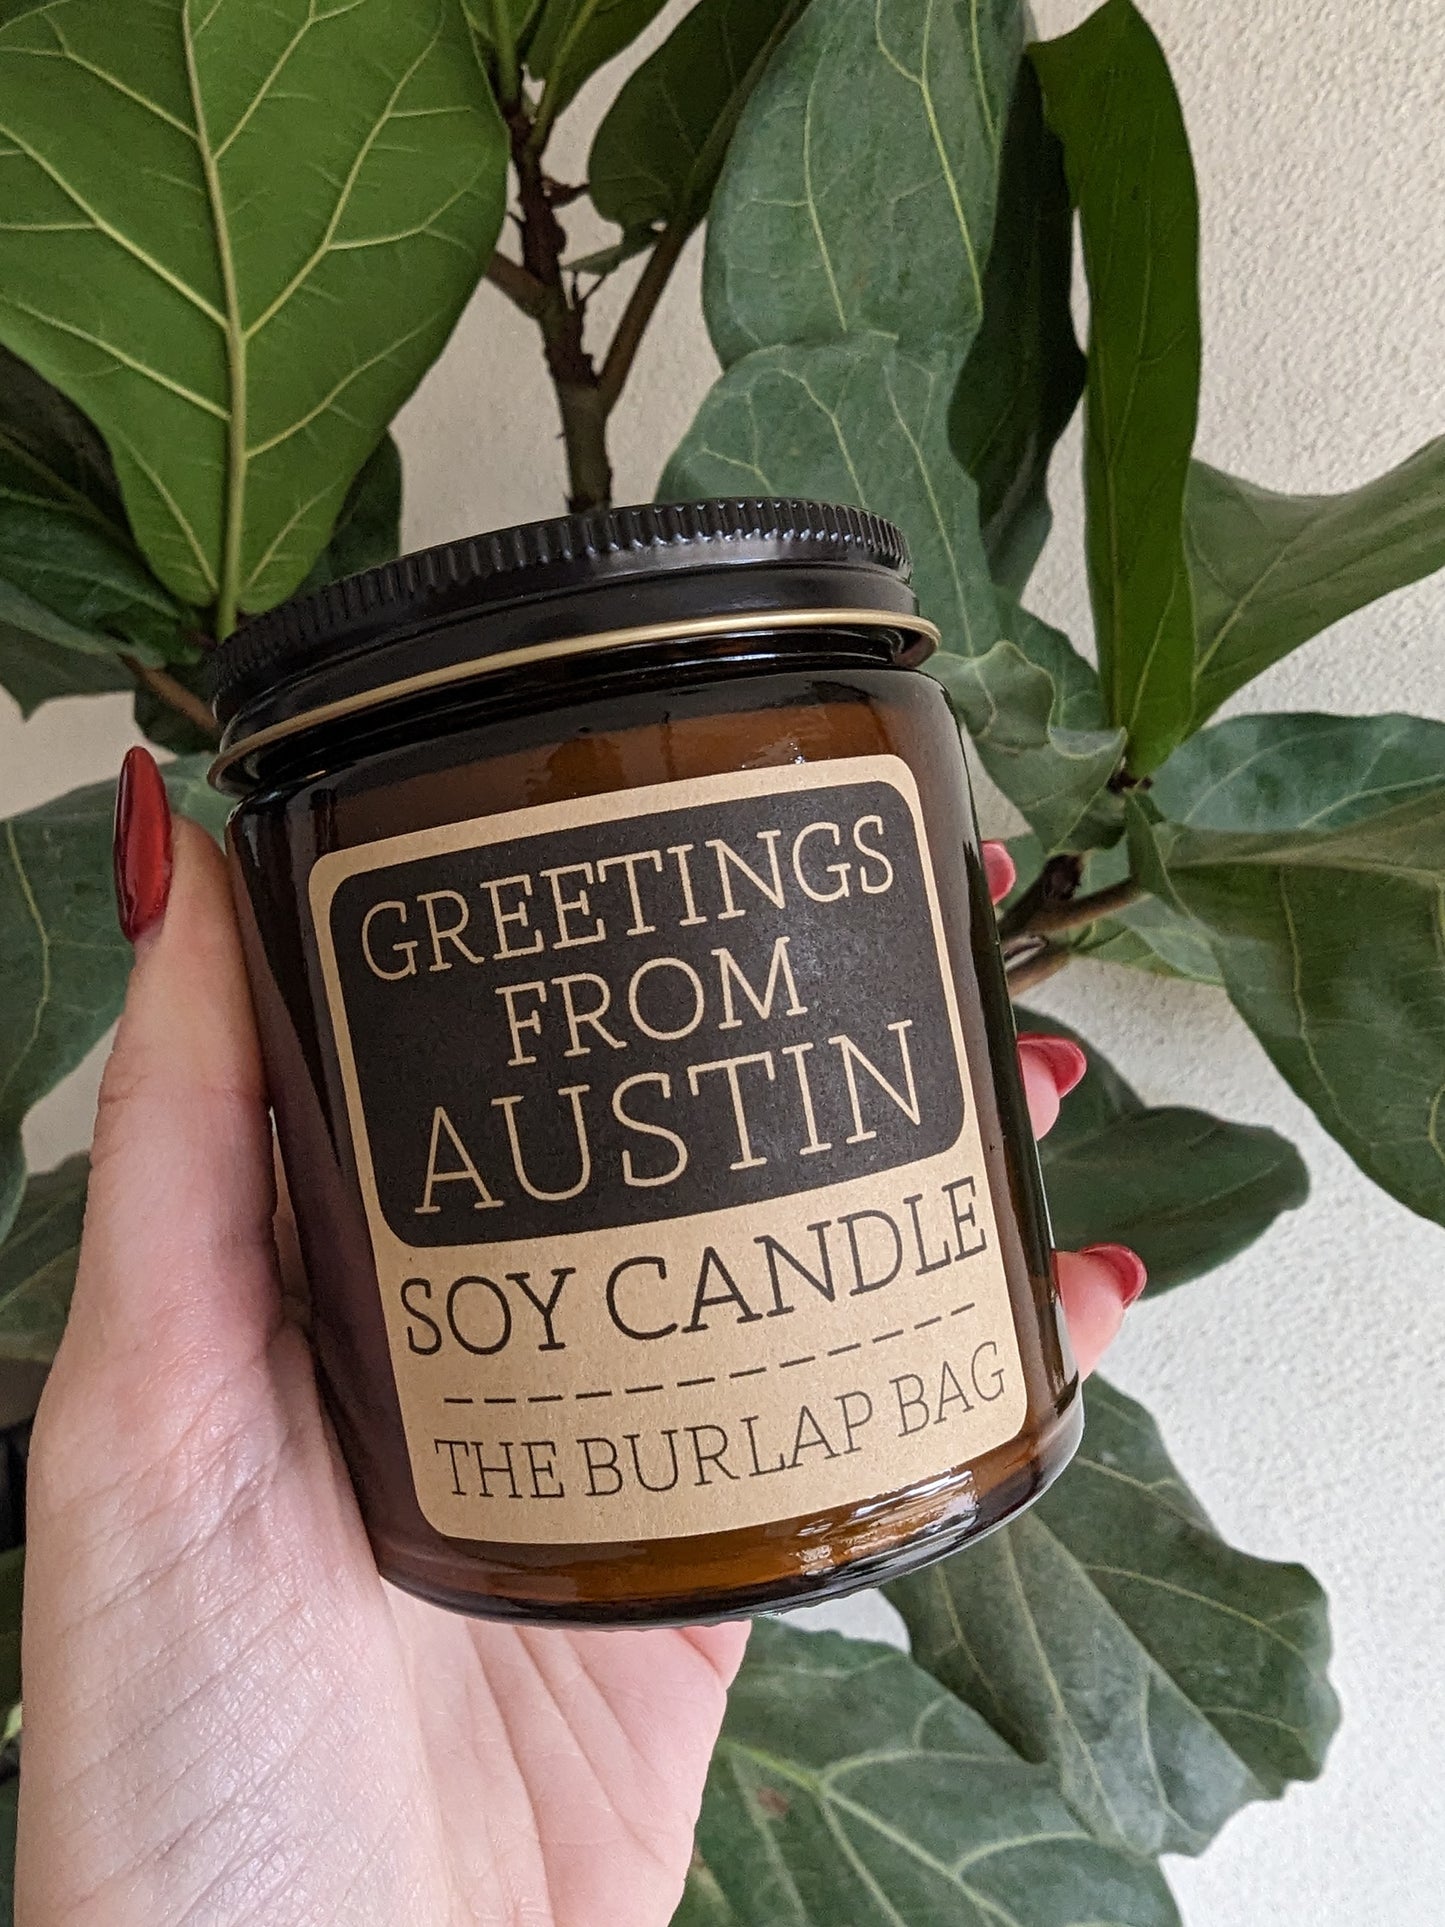 GREETINGS
FROM
AUSTIN
SOY CANDLE
THE BURLAP BAG